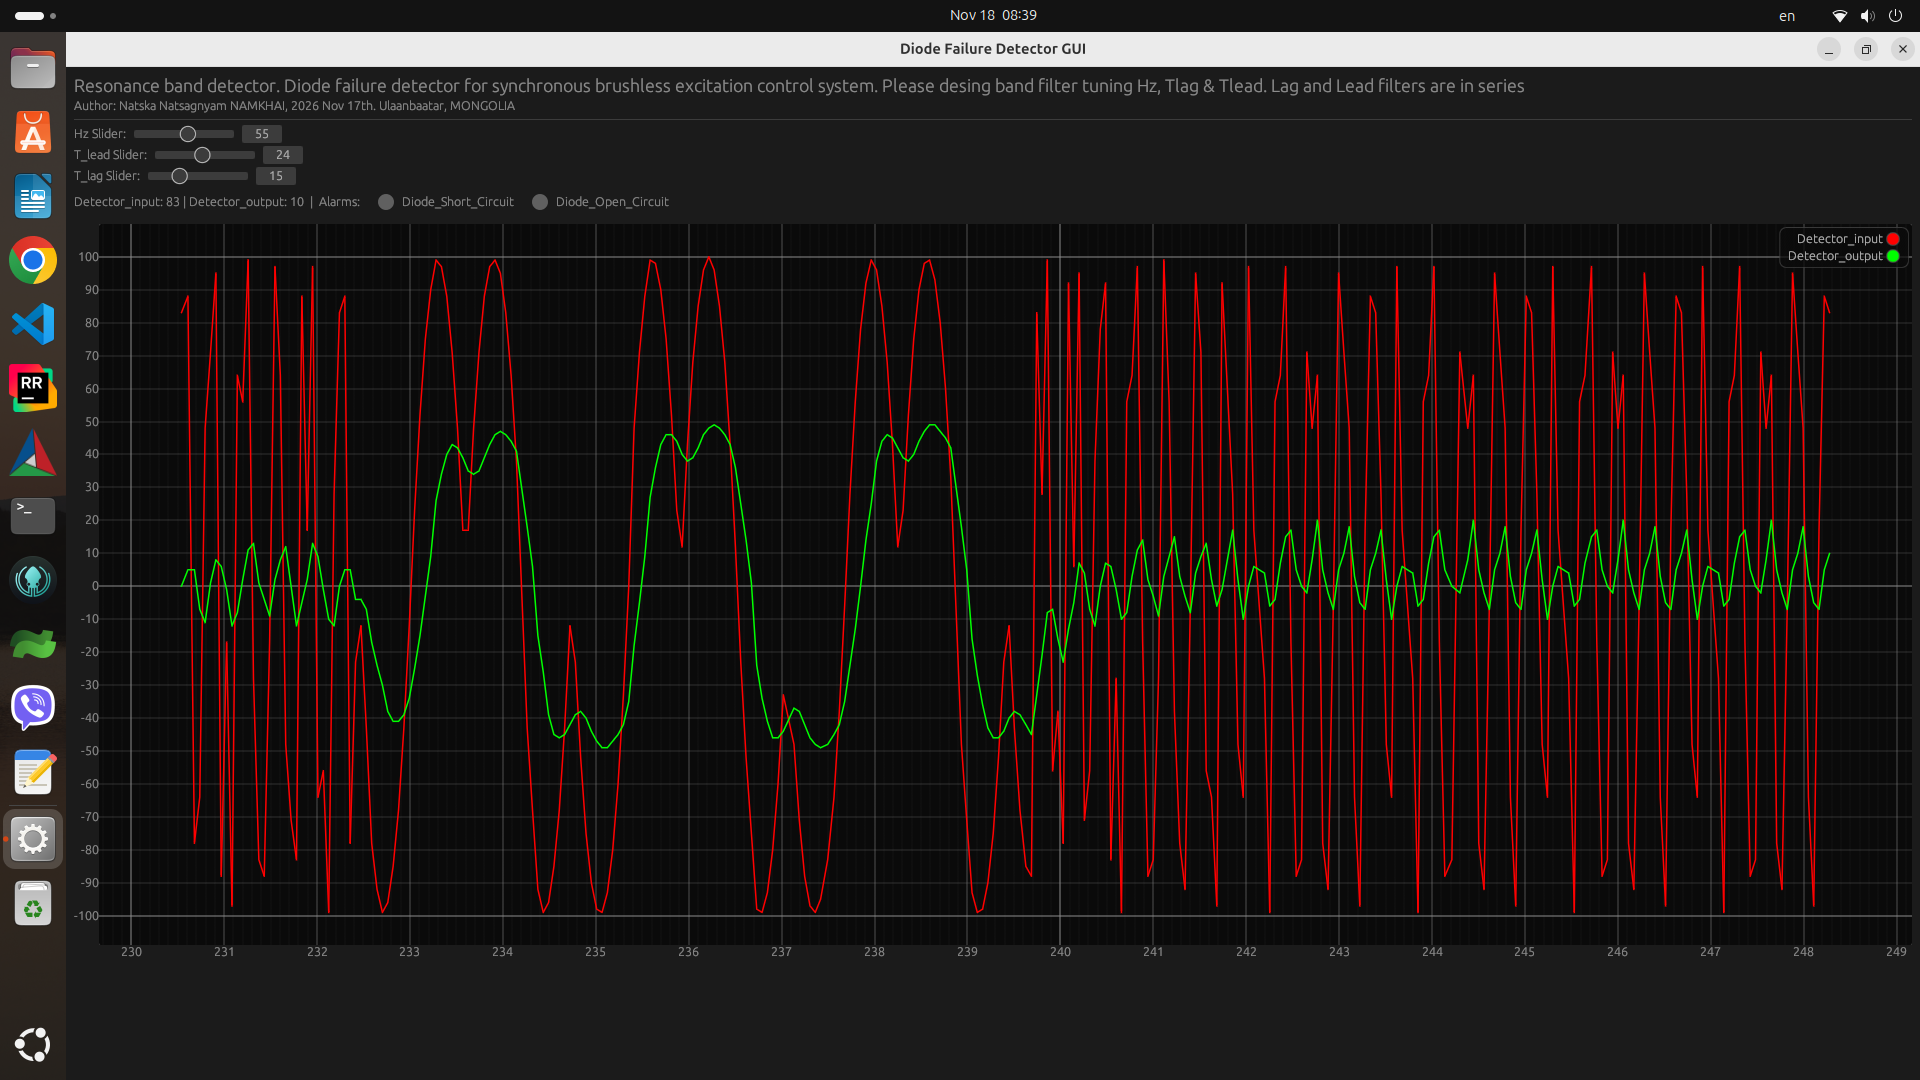 Nov 18 08:39
en
Diode Failure Detector GUI
Resonance band detector. Diode failure detector for synchronous brushless excitation control system. Please desing band filter tuning Hz, Tlag & Tlead. Lag and Lead filters are in series
Author: Natska Natsagnyam NAMKHAI, 2026 Nov 17th. Ulaanbaatar, MONGOLIA
Hz Slider: 55
T_lead Slider: 24
T_lag Slider: 15
Detector_input: 83 | Detector_output: 10 | Alarms: Diode_Short_Circuit Diode_Open_Circuit
Detector_input
Detector_output
100
90
80
70
60
50
40
30
20
10
0
-10
-20
-30
-40
-50
-60
-70
-80
-90
-100
230 231 232 233 234 235 236 237 238 239 240 241 242 243 244 245 246 247 248 249
RR
>_